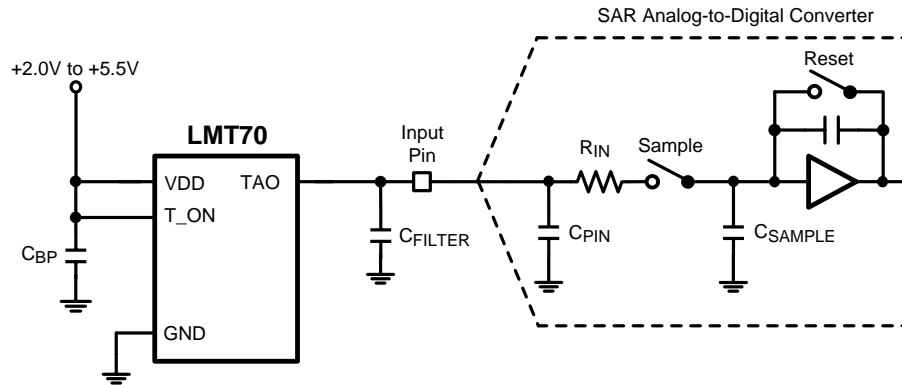 SAR Analog-to-Digital Converter
+2.0V to +5.5V
Reset
LMT70
Input
Pin
RIN
Sample
VDD
TAO
T_ON
CBP
CFILTER
CPIN
CSAMPLE
GND